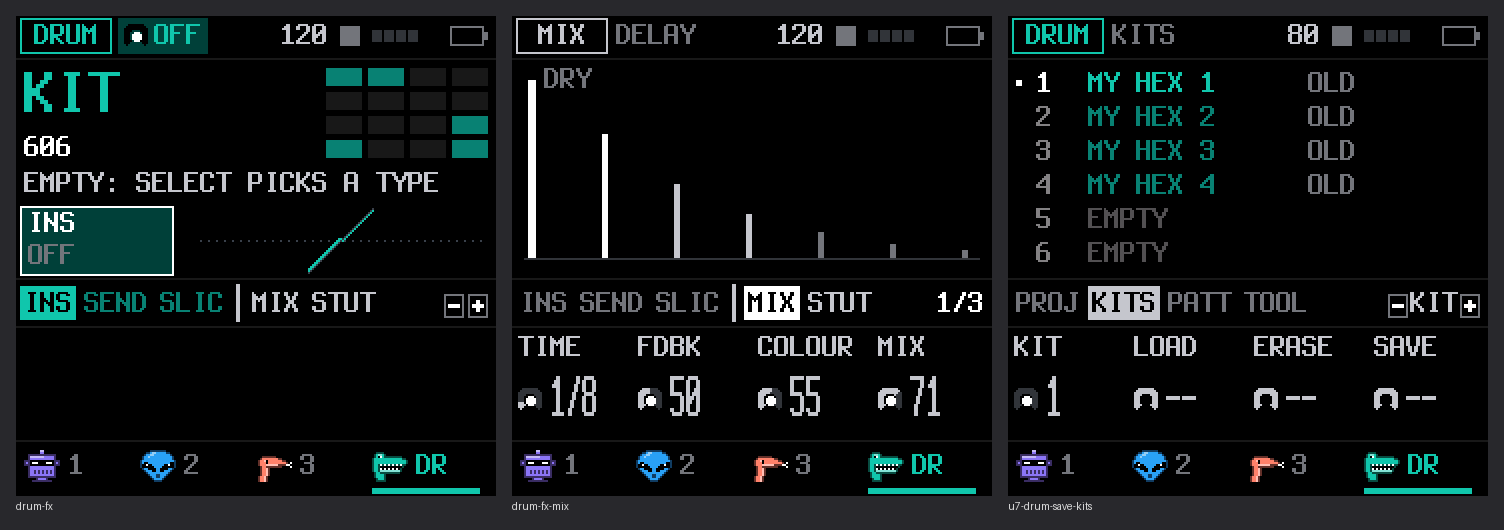 DRUM OFF 120
KIT
606
EMPTY: SELECT PICKS A TYPE
INS
OFF
INS SEND SLIC MIX STUT - +
1 2 3 DR
drum-fx
MIX DELAY 120
DRY
INS SEND SLIC MIX STUT 1/3
TIME FDBK COLOUR MIX
1/8 50 55 71
1 2 3 DR
drum-fx-mix
DRUM KITS 80
1 MY HEX 1 OLD
2 MY HEX 2 OLD
3 MY HEX 3 OLD
4 MY HEX 4 OLD
5 EMPTY
6 EMPTY
PROJ KITS PATT TOOL -KIT+
KIT LOAD ERASE SAVE
1 -- -- --
1 2 3 DR
u7-drum-save-kits